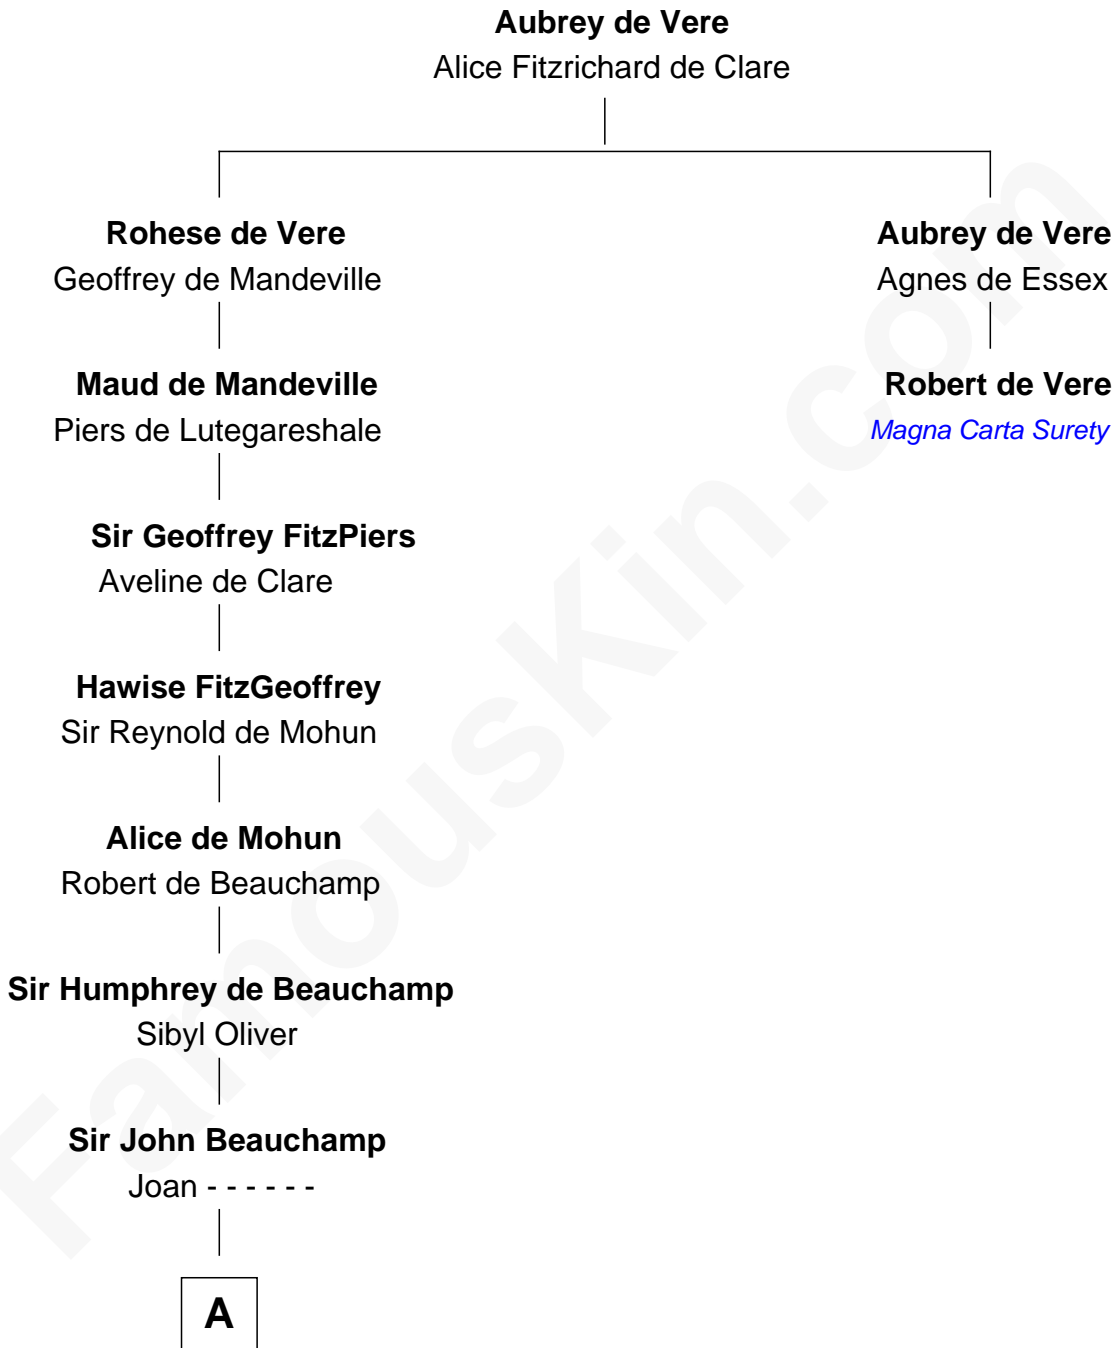 Aubrey de Vere
Alice Fitzrichard de Clare
Rohese de Vere
Geoffrey de Mandeville
Aubrey de Vere
Agnes de Essex
Maud de Mandeville
Piers de Lutegareshale
Robert de Vere
Magna Carta Surety
Sir Geoffrey FitzPiers
Aveline de Clare
Hawise FitzGeoffrey
Sir Reynold de Mohun
Alice de Mohun
Robert de Beauchamp
Sir Humphrey de Beauchamp
Sibyl Oliver
Sir John Beauchamp
Joan - - - - - -
A
FamousKin.com